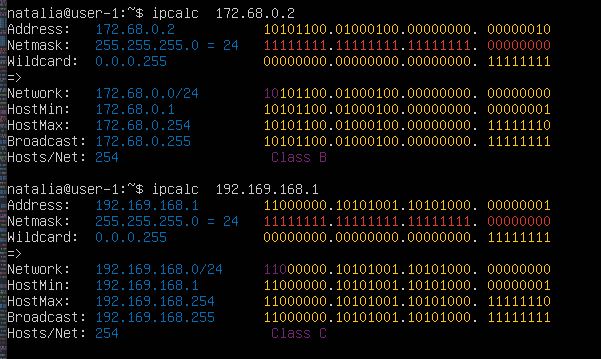 natalia@user-1:~$ ipcalc  172.68.0.2
Address:   172.68.0.2           10101100.01000100.00000000. 00000010
Netmask:   255.255.255.0 = 24   11111111.11111111.11111111. 00000000
Wildcard:  0.0.0.255            00000000.00000000.00000000. 11111111
=>
Network:   172.68.0.0/24        10101100.01000100.00000000. 00000000
HostMin:   172.68.0.1           10101100.01000100.00000000. 00000001
HostMax:   172.68.0.254         10101100.01000100.00000000. 11111110
Broadcast: 172.68.0.255         10101100.01000100.00000000. 11111111
Hosts/Net: 254                   Class B
natalia@user-1:~$ ipcalc  192.169.168.1
Address:   192.169.168.1        11000000.10101001.10101000. 00000001
Netmask:   255.255.255.0 = 24   11111111.11111111.11111111. 00000000
Wildcard:  0.0.0.255            00000000.00000000.00000000. 11111111
=>
Network:   192.169.168.0/24     11000000.10101001.10101000. 00000000
HostMin:   192.169.168.1        11000000.10101001.10101000. 00000001
HostMax:   192.169.168.254      11000000.10101001.10101000. 11111110
Broadcast: 192.169.168.255      11000000.10101001.10101000. 11111111
Hosts/Net: 254                   Class C